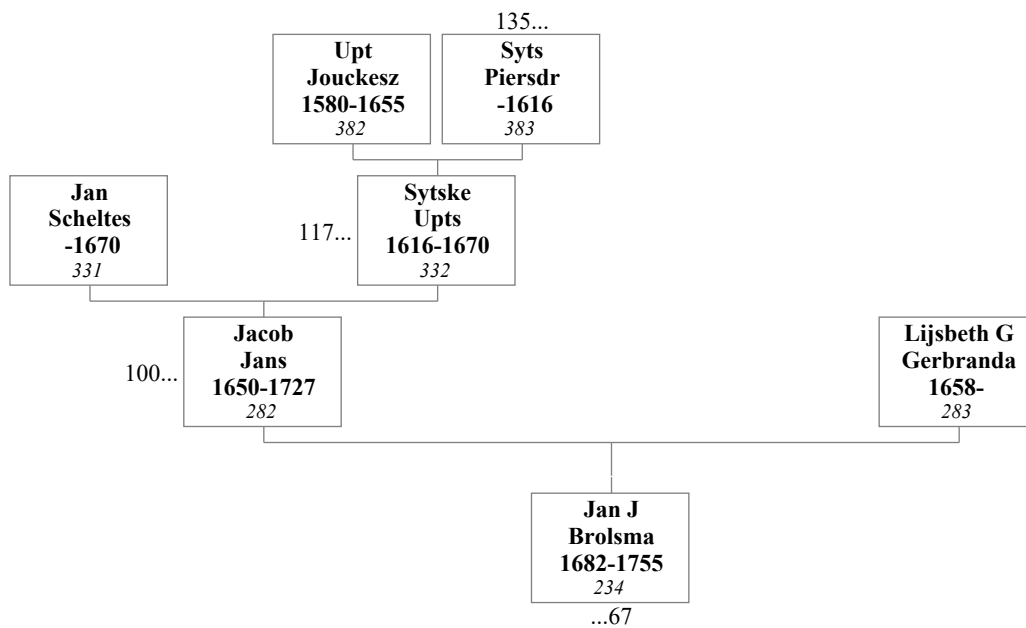 135...
Upt
Jouckesz
1580-1655
382
Syts
Piersdr
-1616
383
Jan
Scheltes
-1670
331
117...
Sytske
Upts
1616-1670
332
100...
Jacob
Jans
1650-1727
282
Lijsbeth G
Gerbranda
1658-
283
Jan J
Brolsma
1682-1755
234
...67